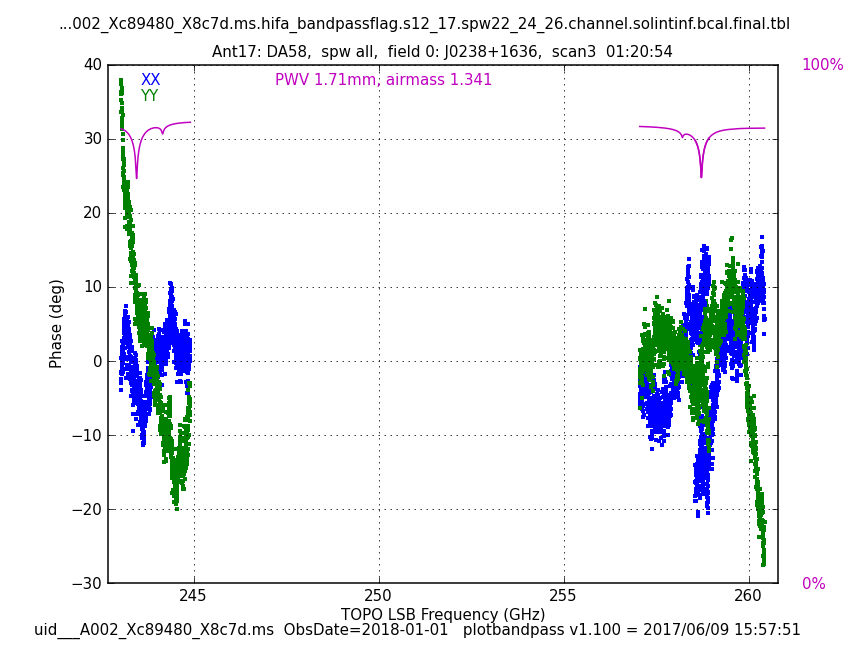 ...002_Xc89480_X8c7d.ms.hifa_bandpassflag.s12_17.spw22_24_26.channel.solintinf.bcal.final.tbl
Ant17: DA58,  spw all,  field 0: J0238+1636,  scan3  01:20:54
XX
YY
PWV 1.71mm, airmass 1.341
100%
0%
40
30
20
10
0
−10
−20
−30
Phase (deg)
245
250
255
260
TOPO LSB Frequency (GHz)
uid___A002_Xc89480_X8c7d.ms  ObsDate=2018-01-01   plotbandpass v1.100 = 2017/06/09 15:57:51